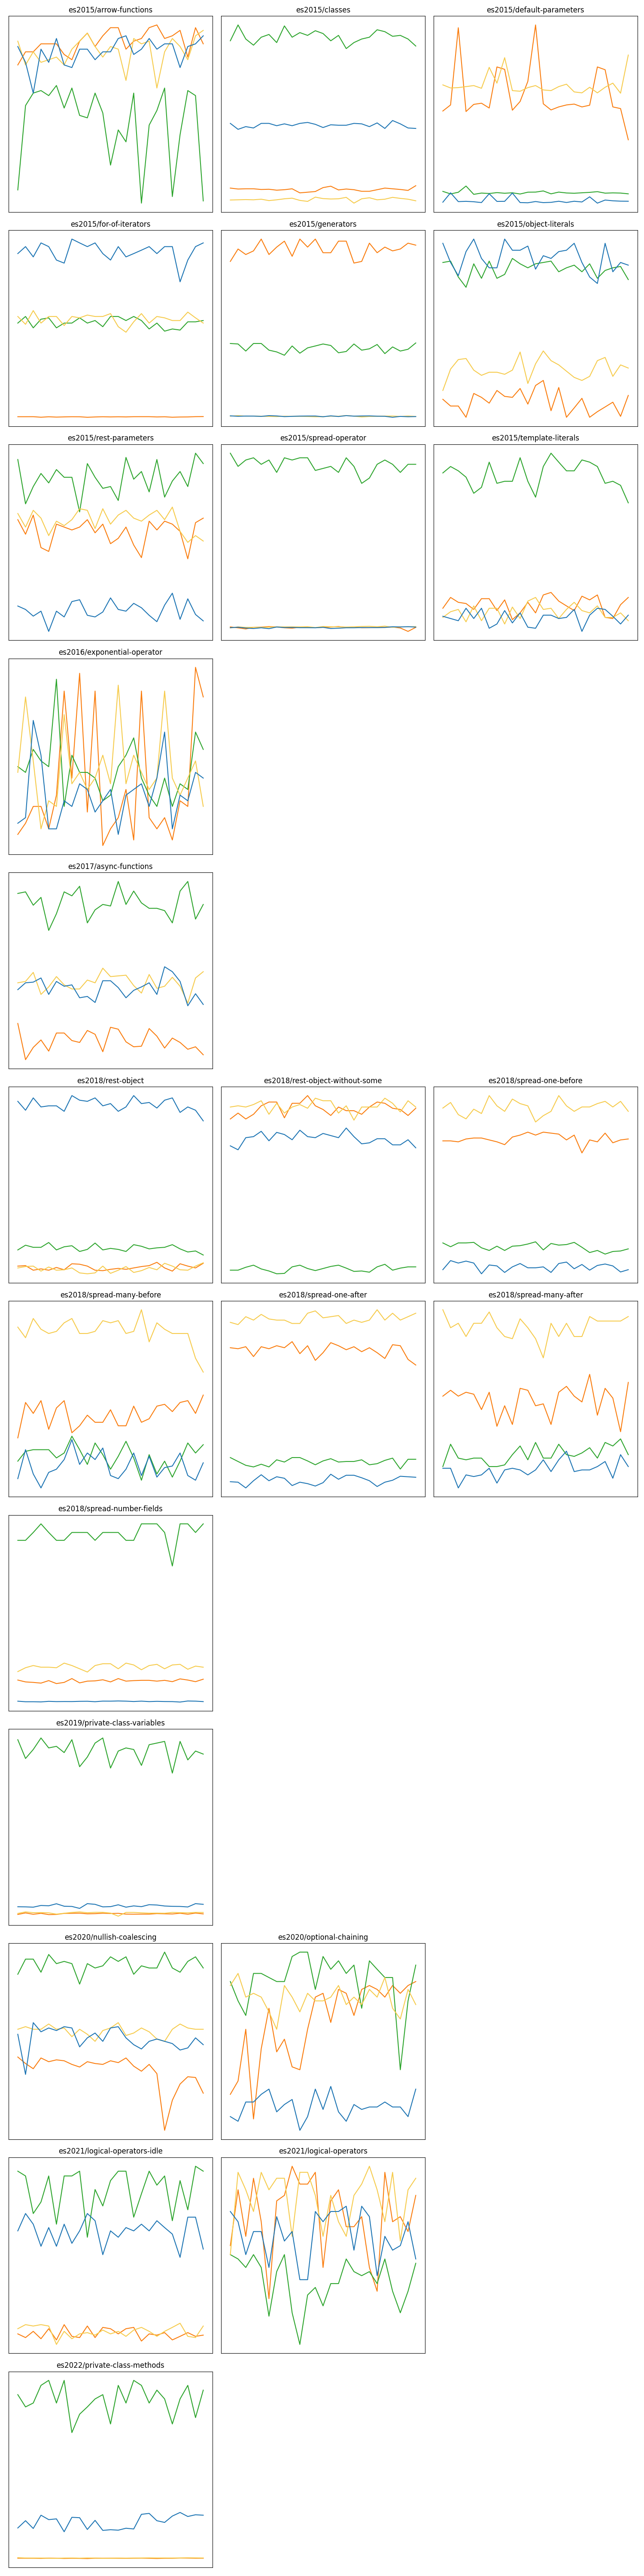 es2015/arrow-functions
es2015/classes
es2015/default-parameters
es2015/for-of-iterators
es2015/generators
es2015/object-literals
es2015/rest-parameters
es2015/spread-operator
es2015/template-literals
es2016/exponential-operator
es2017/async-functions
es2018/rest-object
es2018/rest-object-without-some
es2018/spread-one-before
es2018/spread-many-before
es2018/spread-one-after
es2018/spread-many-after
es2018/spread-number-fields
es2019/private-class-variables
es2020/nullish-coalescing
es2020/optional-chaining
es2021/logical-operators-idle
es2021/logical-operators
es2022/private-class-methods